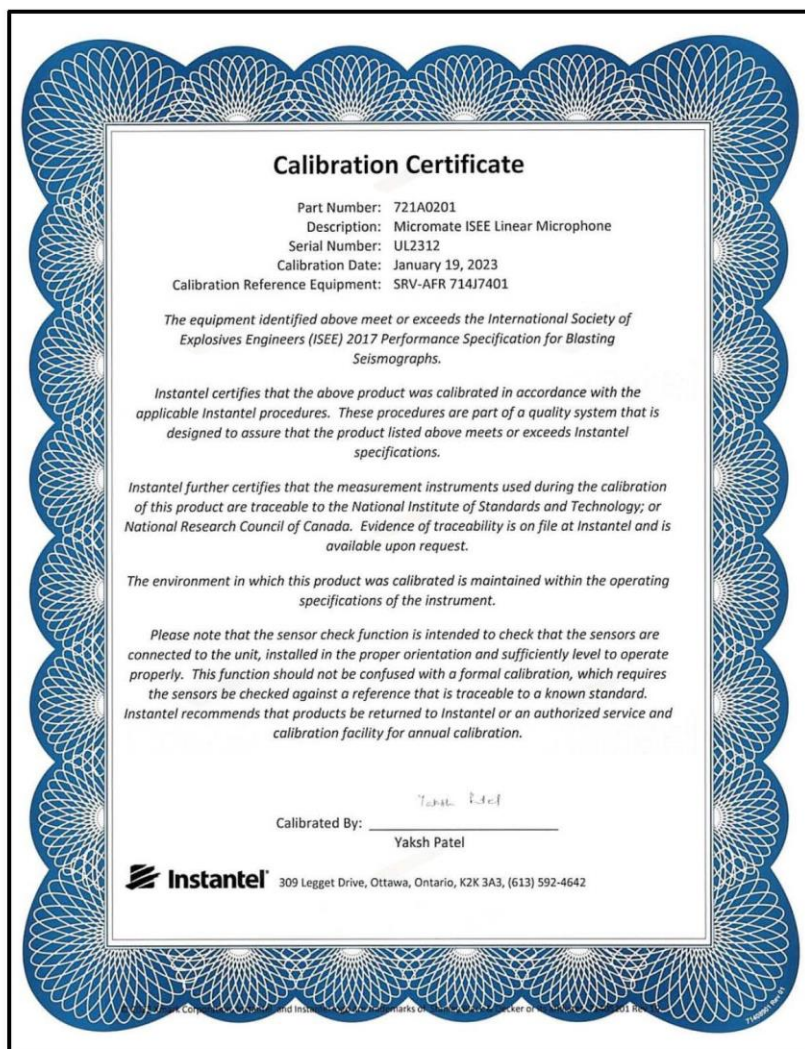 Calibration Certificate
Part Number: 721A0201
Description: Micromate ISEE Linear Microphone
Serial Number: UL2312
Calibration Date: January 19, 2023
Calibration Reference Equipment: SRV-AFR 714J7401
The equipment identified above meet or exceeds the International Society of
Explosives Engineers (ISEE) 2017 Performance Specification for Blasting
Seismographs.
Instantel certifies that the above product was calibrated in accordance with the
applicable Instantel procedures. These procedures are part of a quality system that is
designed to assure that the product listed above meets or exceeds Instantel
specifications.
Instantel further certifies that the measurement instruments used during the calibration
of this product are traceable to the National Institute of Standards and Technology; or
National Research Council of Canada. Evidence of traceability is on file at Instantel and is
available upon request.
The environment in which this product was calibrated is maintained within the operating
specifications of the instrument.
Please note that the sensor check function is intended to check that the sensors are
connected to the unit, installed in the proper orientation and sufficiently level to operate
properly. This function should not be confused with a formal calibration, which requires
the sensors be checked against a reference that is traceable to a known standard.
Instantel recommends that products be returned to Instantel or an authorized service and
calibration facility for annual calibration.
Yaksh Patel
Calibrated By:
Yaksh Patel
Instantel 309 Legget Drive, Ottawa, Ontario, K2K 3A3, (613) 592-4642